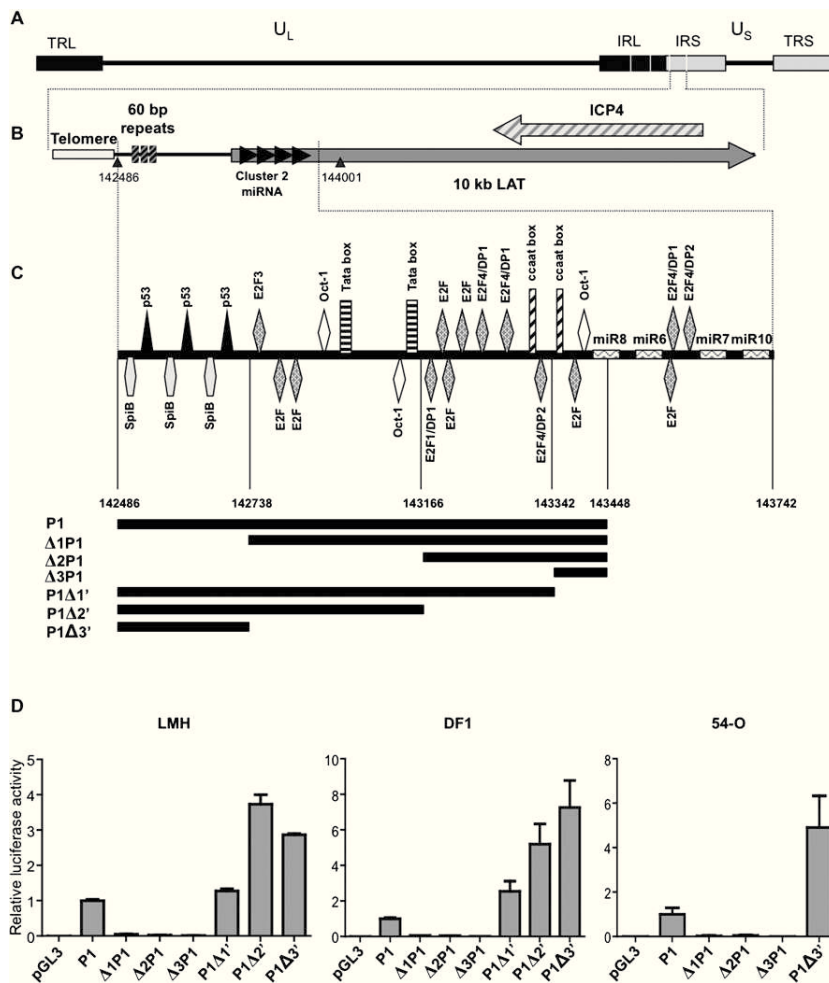 A
TRL
U_L
IRL
IRS
U_S
TRS
B
Telomere
60 bp
repeats
ICP4
142486
Cluster 2
miRNA
144001
10 kb LAT
C
p53
p53
p53
E2F3
Oct-1
Tata box
Tata box
E2F
E2F
E2F4/DP1
E2F4/DP1
ccaat box
ccaat box
Oct-1
E2F4/DP1
E2F4/DP2
miR8
miR6
miR7
miR10
SpiB
SpiB
SpiB
E2F
E2F
Oct-1
E2F1/DP1
E2F
E2F4/DP2
E2F
E2F
142486
142738
143166
143342
143448
143742
P1
Δ1P1
Δ2P1
Δ3P1
P1Δ1'
P1Δ2'
P1Δ3'
D
LMH
Relative luciferase activity
5
4
3
2
1
0
pGL3
P1
Δ1P1
Δ2P1
Δ3P1
P1Δ1'
P1Δ2'
P1Δ3'
DF1
10
8
6
4
2
0
pGL3
P1
Δ1P1
Δ2P1
Δ3P1
P1Δ1'
P1Δ2'
P1Δ3'
54-O
8
6
4
2
0
pGL3
P1
Δ1P1
Δ2P1
Δ3P1
P1Δ3'